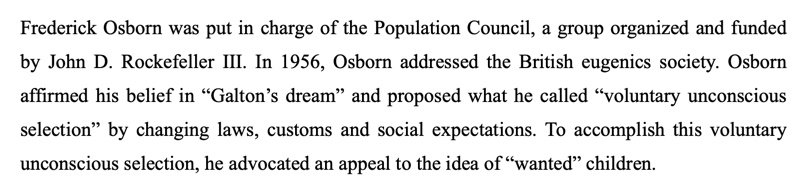 Frederick Osborn was put in charge of the Population Council, a group organized and funded
by John D. Rockefeller III. In 1956, Osborn addressed the British eugenics society. Osborn
affirmed his belief in “Galton’s dream” and proposed what he called “voluntary unconscious
selection” by changing laws, customs and social expectations. To accomplish this voluntary
unconscious selection, he advocated an appeal to the idea of “wanted” children.